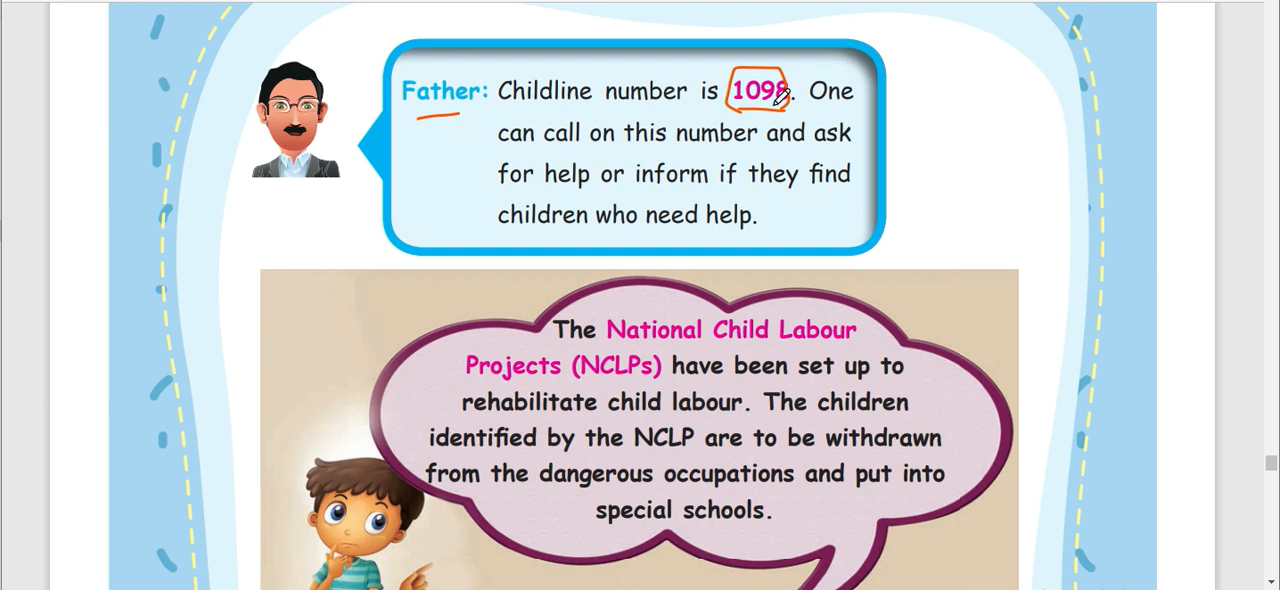 Father: Childline number is 1098. One
can call on this number and ask
for help or inform if they find
children who need help.
The National Child Labour
Projects (NCLPs) have been set up to
rehabilitate child labour. The children
identified by the NCLP are to be withdrawn
from the dangerous occupations and put into
special schools.